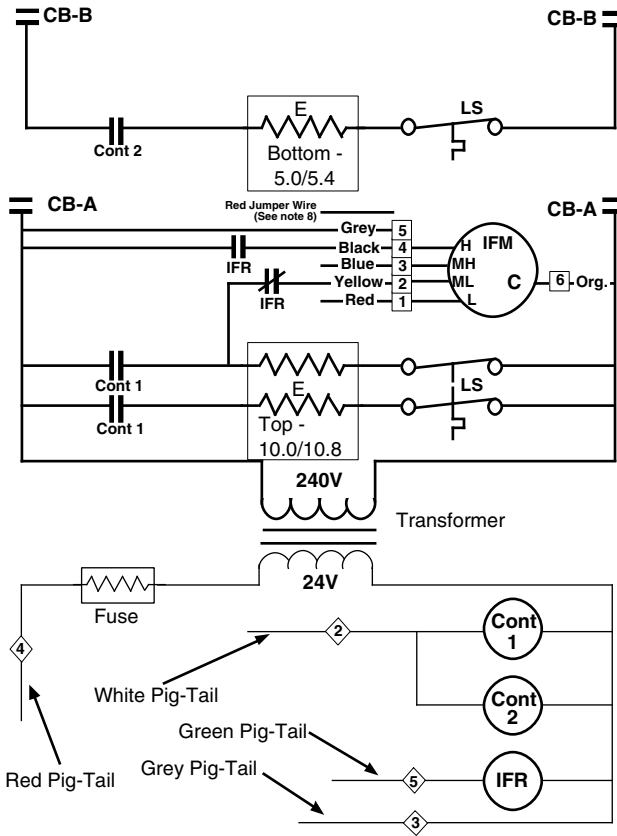 CB-B CB-B
E LS
Cont 2 Bottom -
5.0/5.4
CB-A Red Jumper Wire CB-A
(See note 8)
Grey 5
Black 4 H IFM
IFR Blue 3 MH
Yellow 2 ML C 6 Org.
IFR Red 1 L
Cont 1 E LS
Cont 1 Top -
10.0/10.8
240V
Transformer
24V
Fuse
Cont
1
2
4
White Pig-Tail
Cont
2
Green Pig-Tail
Grey Pig-Tail
Red Pig-Tail 5 IFR
3